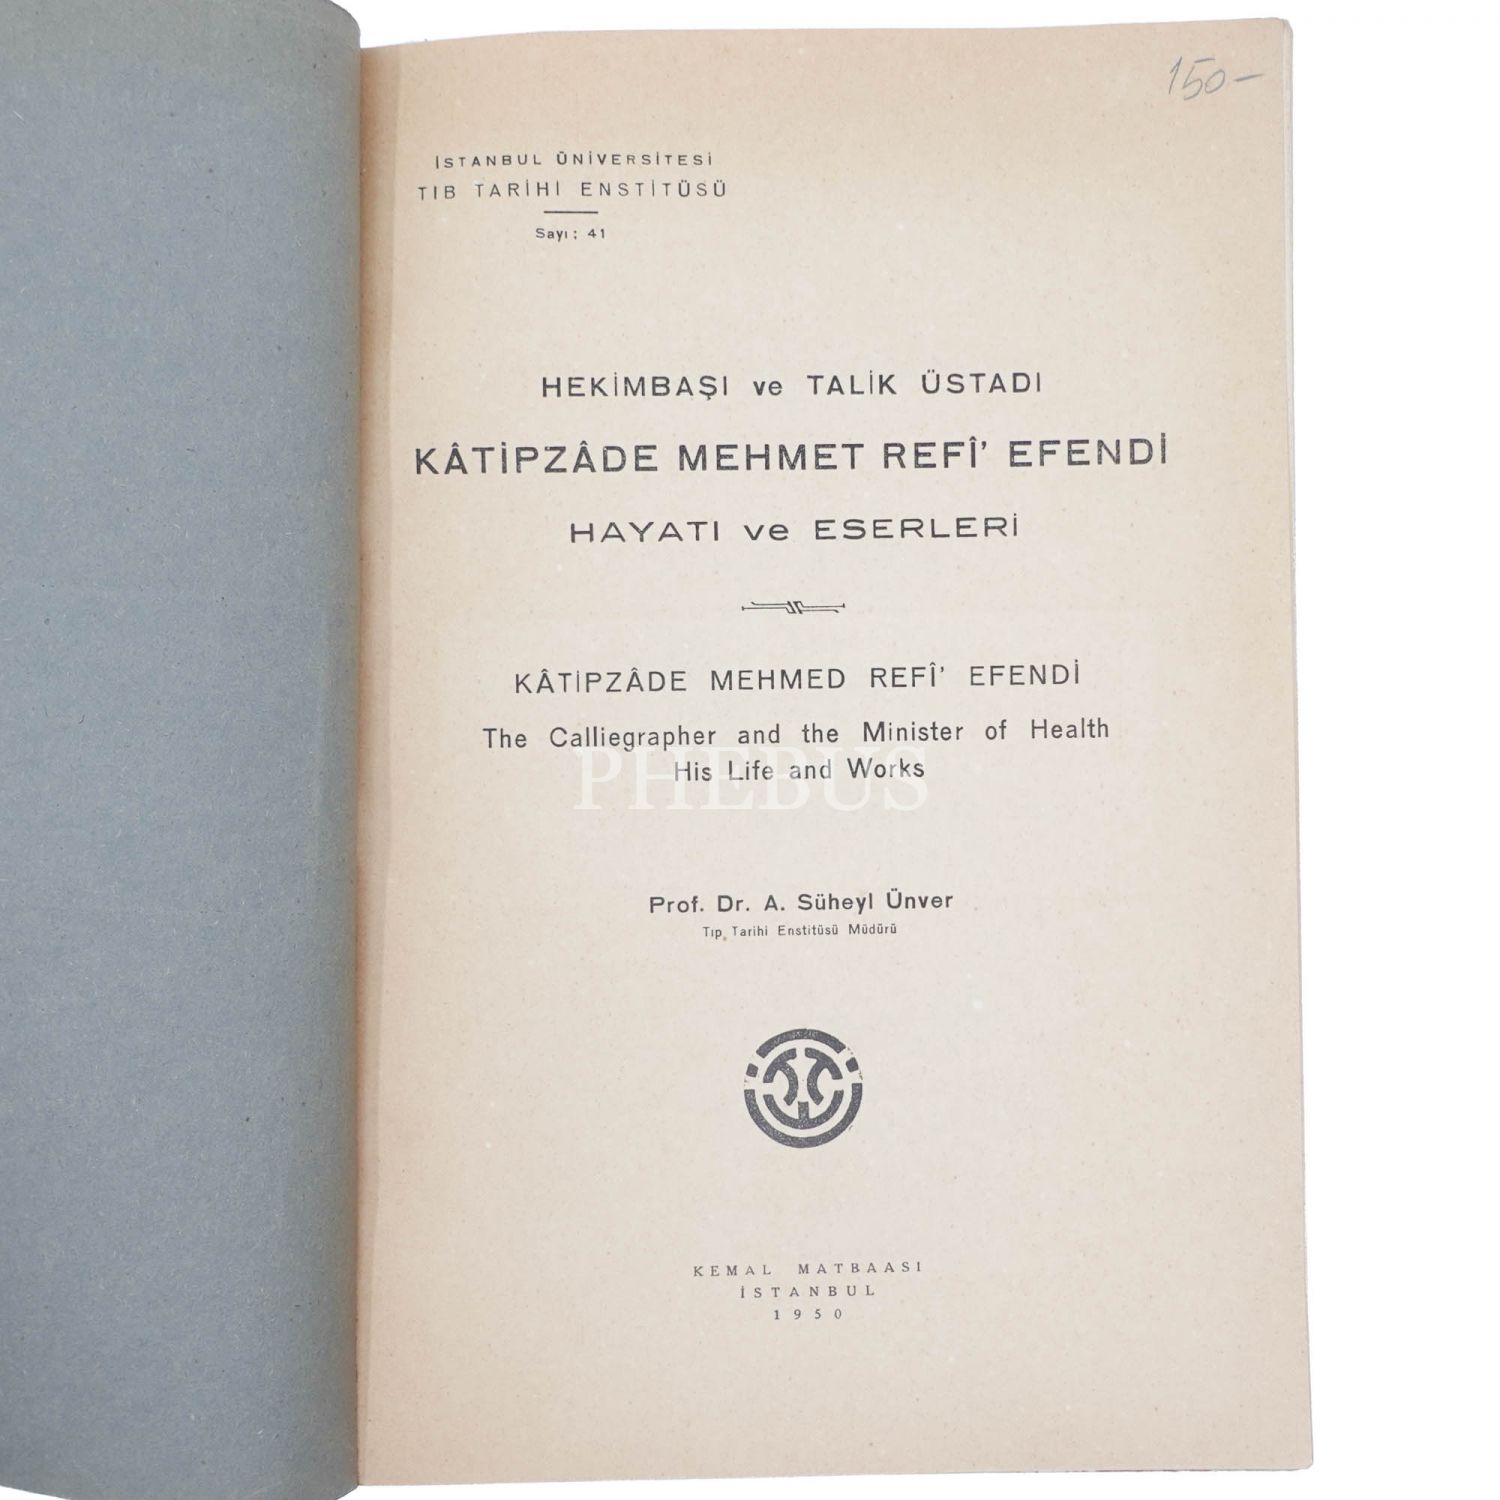 150-
İSTANBUL ÜNİVERSİTESİ
TIB TARİHİ ENSTİTÜSÜ
Sayı: 41
HEKİMBAŞI ve TALİK ÜSTADI
KÂTİPZÂDE MEHMET REFÎ' EFENDİ
HAYATI ve ESERLERİ
KÂTİPZÂDE MEHMED REFÎ' EFENDİ
The Calliegrapher and the Minister of Health
His Life and Works
PHEBUS
Prof. Dr. A. Süheyl Ünver
Tıp Tarihi Enstitüsü Müdürü
KEMAL MATBAASI
İSTANBUL
1950